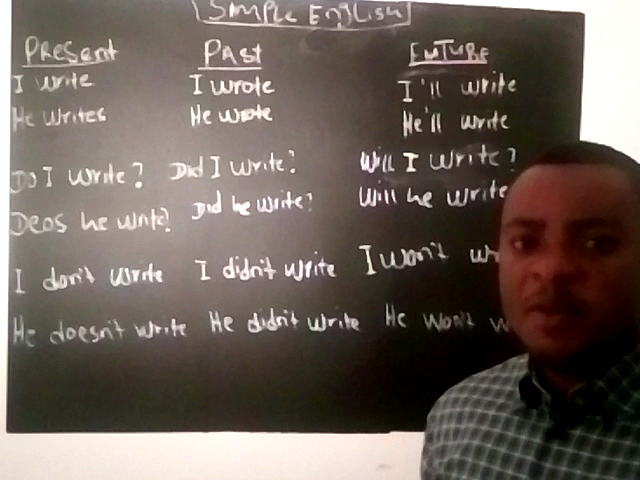 SIMPLE English
Present Past FUTURE
I write I wrote I'll write
He writes He wrote He'll write
Do I write? Did I write? Will I write?
Deos he write? Did he write? Will he write
I don't write I didn't write I won't
He doesn't write He didn't write He won't